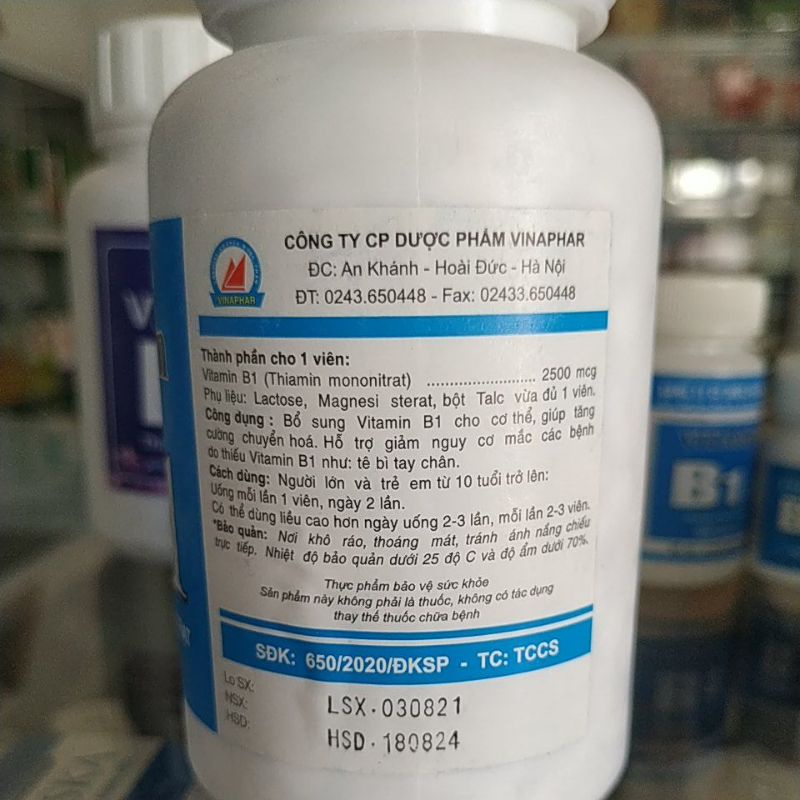 CÔNG TY CP DƯỢC PHẨM VINAPHAR
ĐC: An Khánh - Hoài Đức - Hà Nội
ĐT: 0243.650448 - Fax: 02433.650448
VINAPHAR
Thành phần cho 1 viên:
Vitamin B1 (Thiamin mononitrat) ........................ 2500 mcg
Phụ liệu: Lactose, Magnesi sterat, bột Talc vừa đủ 1 viên.
Công dụng : Bổ sung Vitamin B1 cho cơ thể, giúp tăng
cường chuyển hoá. Hỗ trợ giảm nguy cơ mắc các bệnh
do thiếu Vitamin B1 như: tê bì tay chân.
Cách dùng: Người lớn và trẻ em từ 10 tuổi trở lên:
Uống mỗi lần 1 viên, ngày 2 lần.
Có thể dùng liều cao hơn ngày uống 2-3 lần, mỗi lần 2-3 viên.
*Bảo quản: Nơi khô ráo, thoáng mát, tránh ánh nắng chiếu
trực tiếp. Nhiệt độ bảo quản dưới 25 độ C và độ ẩm dưới 70%.
Thực phẩm bảo vệ sức khỏe
Sản phẩm này không phải là thuốc, không có tác dụng
thay thế thuốc chữa bệnh
SĐK: 650/2020/ĐKSP - TC: TCCS
Lo SX:
NSX:
HSD:
LSX.030821
HSD.180824
B1